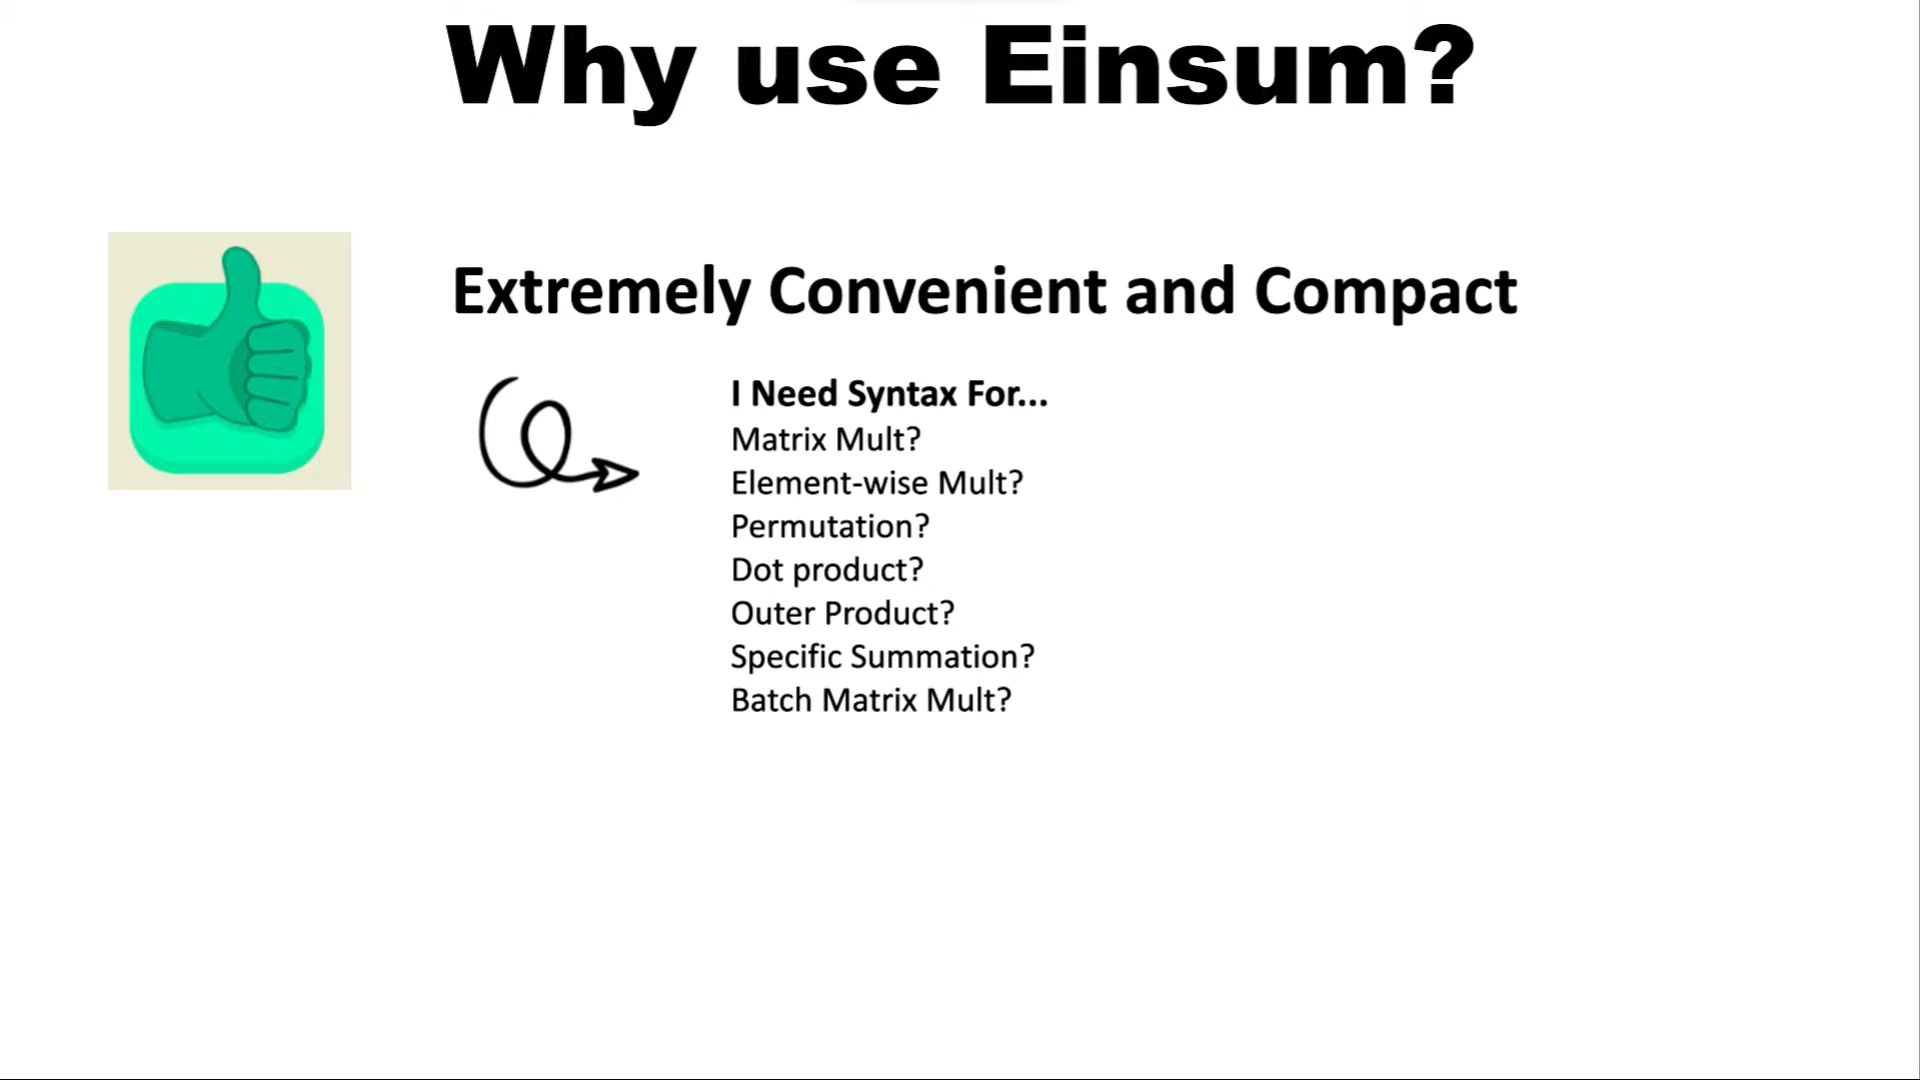 Why use Einsum?
Extremely Convenient and Compact
I Need Syntax For...
Matrix Mult?
Element-wise Mult?
Permutation?
Dot product?
Outer Product?
Specific Summation?
Batch Matrix Mult?